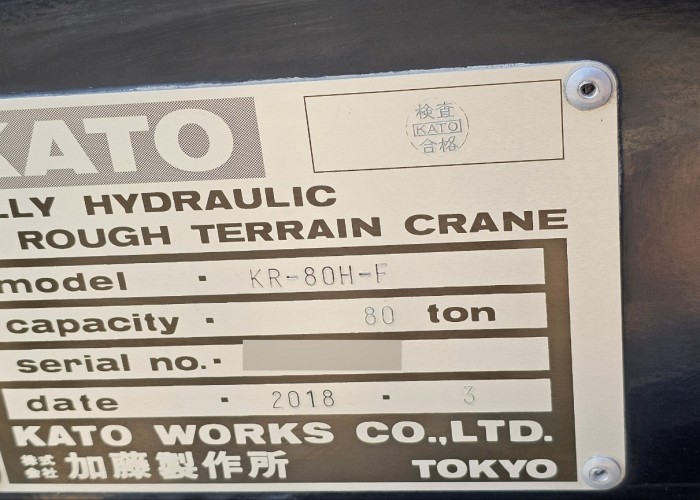 KATO
検査
KATO
合格
LLY HYDRAULIC
ROUGH TERRAIN CRANE
model · KR-80H-F
capacity · 80 ton
serial no.·
date · 2018 · 3
KATO WORKS CO.,LTD.
株式会社 加藤製作所 TOKYO